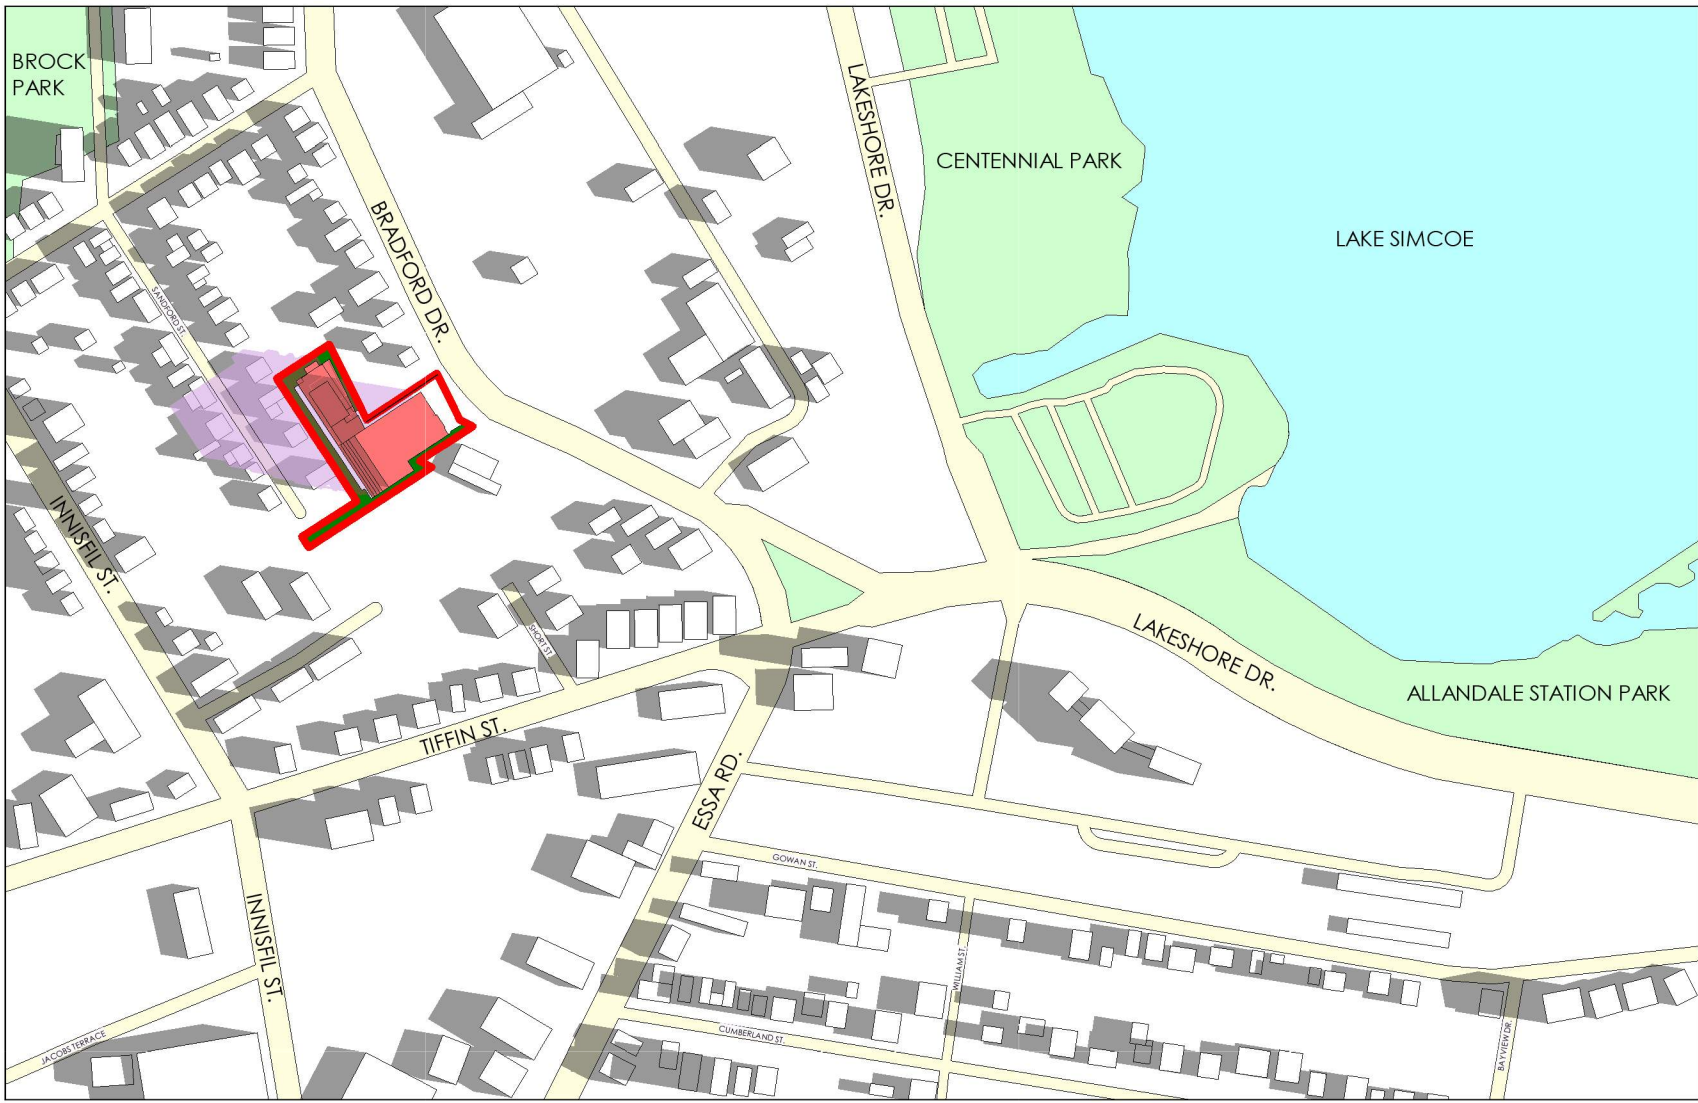 BROCK
PARK
LAKESHORE DR.
CENTENNIAL PARK
LAKE SIMCOE
BRADFORD DR.
SANDFORD ST.
INNISFIL ST.
SHORT ST.
LAKESHORE DR.
ALLANDALE STATION PARK
TIFFIN ST.
ESSA RD.
GOWAN ST.
INNISFIL ST.
WILLIAM ST.
JACOBS TERRACE
CUMBERLAND ST.
BAYVIEW DR.